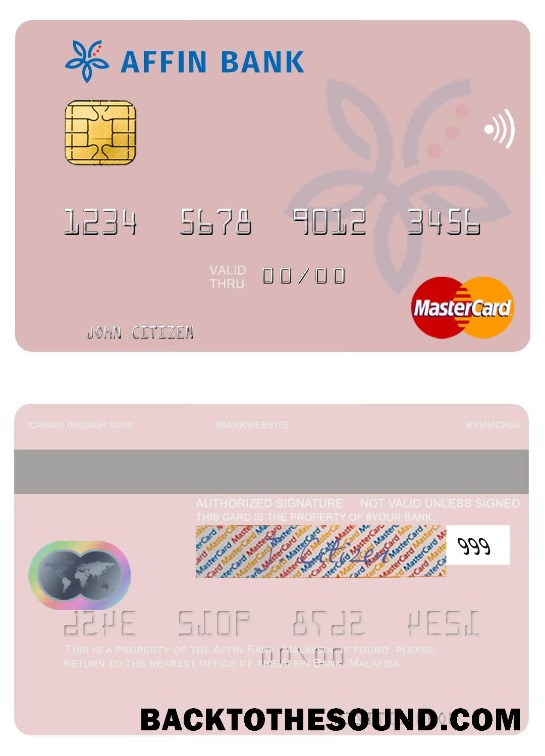 AFFIN BANK
1234 5678 9012 3456
VALID THRU 00/00
MasterCard
JOHN CITIZEN
ICA0000 000000H 00/00 #BANKWEBSITE RPMMCN00
AUTHORIZED SIGNATURE NOT VALID UNLESS SIGNED
THIS CARD IS THE PROPERTY OF #YOUR BANK.
999
THIS IS A PROPERTY OF THE AFFIN BANK, MALAYSIA. IF FOUND, PLEASE
RETURN TO THE NEAREST OFFICE OF THE AFFIN BANK, MALAYSIA.
BACKTOTHESOUND.COM